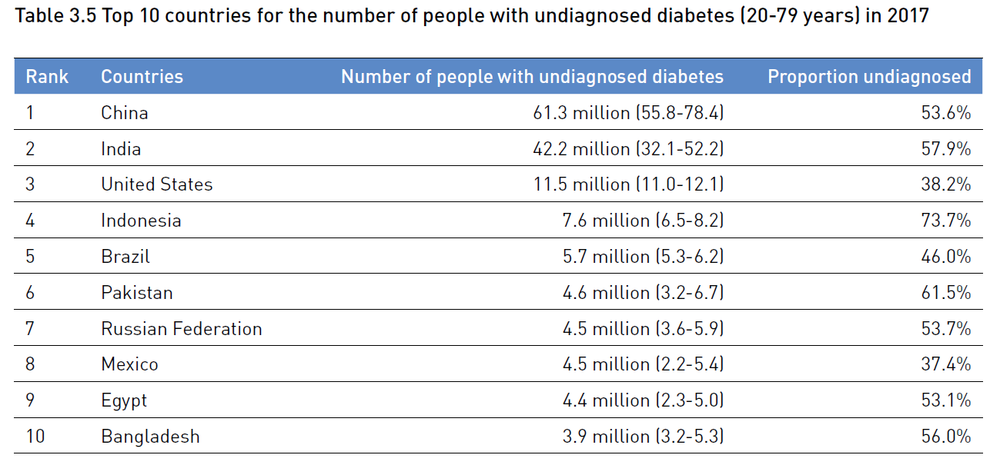 Table 3.5 Top 10 countries for the number of people with undiagnosed diabetes (20-79 years) in 2017
Rank Countries Number of people with undiagnosed diabetes Proportion undiagnosed
1 China 61.3 million (55.8-78.4) 53.6%
2 India 42.2 million (32.1-52.2) 57.9%
3 United States 11.5 million (11.0-12.1) 38.2%
4 Indonesia 7.6 million (6.5-8.2) 73.7%
5 Brazil 5.7 million (5.3-6.2) 46.0%
6 Pakistan 4.6 million (3.2-6.7) 61.5%
7 Russian Federation 4.5 million (3.6-5.9) 53.7%
8 Mexico 4.5 million (2.2-5.4) 37.4%
9 Egypt 4.4 million (2.3-5.0) 53.1%
10 Bangladesh 3.9 million (3.2-5.3) 56.0%